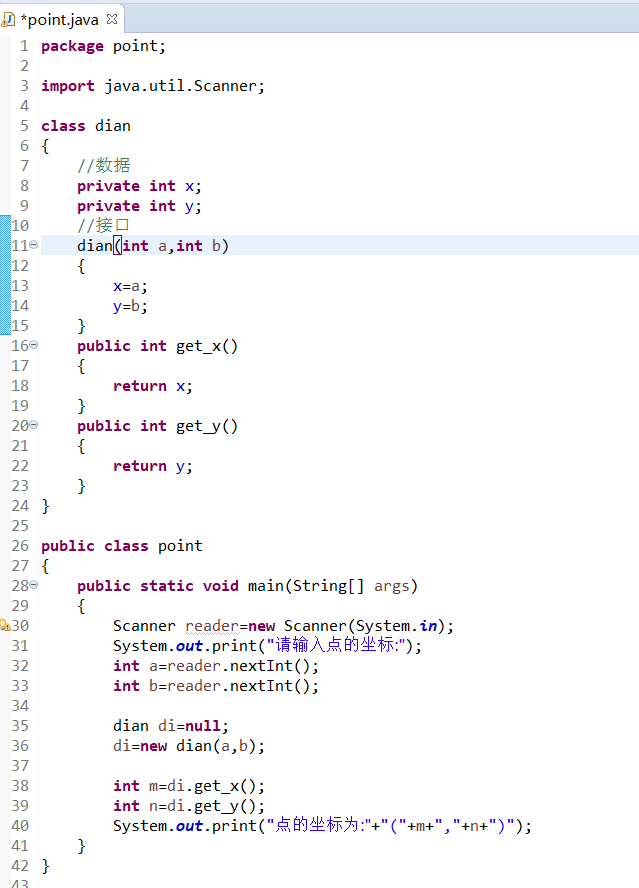 *point.java
1 package point;
2
3 import java.util.Scanner;
4
5 class dian
6 {
7     //数据
8     private int x;
9     private int y;
10     //接口
11     dian(int a,int b)
12     {
13         x=a;
14         y=b;
15     }
16     public int get_x()
17     {
18         return x;
19     }
20     public int get_y()
21     {
22         return y;
23     }
24 }
25
26 public class point
27 {
28     public static void main(String[] args)
29     {
30         Scanner reader=new Scanner(System.in);
31         System.out.print("请输入点的坐标:");
32         int a=reader.nextInt();
33         int b=reader.nextInt();
34
35         dian di=null;
36         di=new dian(a,b);
37
38         int m=di.get_x();
39         int n=di.get_y();
40         System.out.print("点的坐标为:"+"("+m+","+n+")");
41     }
42 }
43